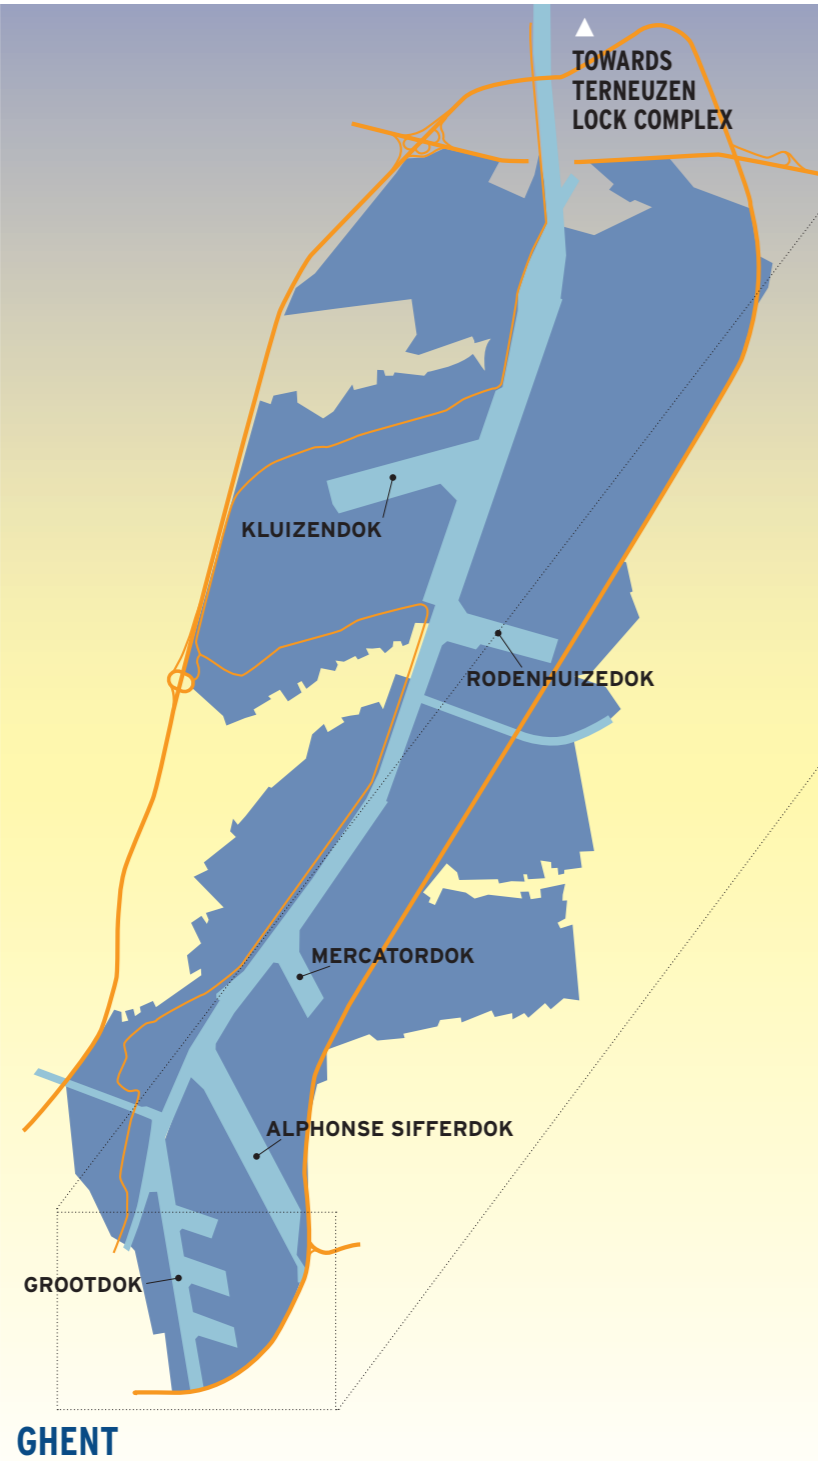 TOWARDS
TERNEUZEN
LOCK COMPLEX
KLUIZENDOK
RODENHUIZEDOK
MERCATORDOK
ALPHONSE SIFFERDOK
GROOTDOK
GHENT